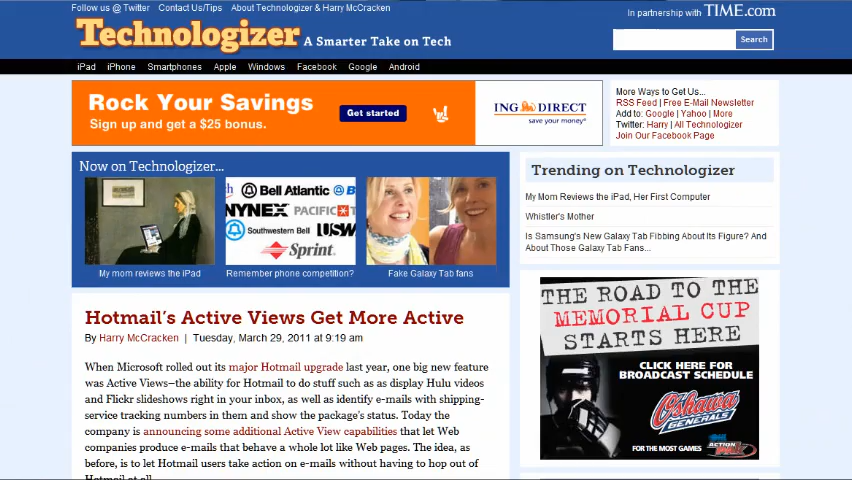 Follow us @ Twitter Contact Us/Tips About Technologizer & Harry McCracken
In partnership with TIME.com
Technologizer A Smarter Take on Tech
Search
iPad iPhone Smartphones Apple Windows Facebook Google Android
Rock Your Savings
Sign up and get a $25 bonus.
Get started
ING DIRECT
save your money
More Ways to Get Us...
RSS Feed | Free E-Mail Newsletter
Add to: Google | Yahoo | More
Twitter: Harry | All Technologizer
Join Our Facebook Page
Now on Technologizer...
Bell Atlantic
NYNEX PACIFIC
Southwestern Bell USW
Sprint
My mom reviews the iPad
Remember phone competition?
Fake Galaxy Tab fans
Trending on Technologizer
My Mom Reviews the iPad, Her First Computer
Whistler's Mother
Is Samsung's New Galaxy Tab Fibbing About Its Figure? And
About Those Galaxy Tab Fans...
Hotmail's Active Views Get More Active
By Harry McCracken | Tuesday, March 29, 2011 at 9:19 am
When Microsoft rolled out its major Hotmail upgrade last year, one big new feature
was Active Views–the ability for Hotmail to do stuff such as as display Hulu videos
and Flickr slideshows right in your inbox, as well as identify e-mails with shipping-
service tracking numbers in them and show the package's status. Today the
company is announcing some additional Active View capabilities that let Web
companies produce e-mails that behave a whole lot like Web pages. The idea, as
before, is to let Hotmail users take action on e-mails without having to hop out of
Hotmail at all.
THE ROAD TO THE
MEMORIAL CUP
STARTS HERE
CLICK HERE FOR
BROADCAST SCHEDULE
Oshawa
GENERALS
FOR THE MOST GAMES
ACTION
PAK